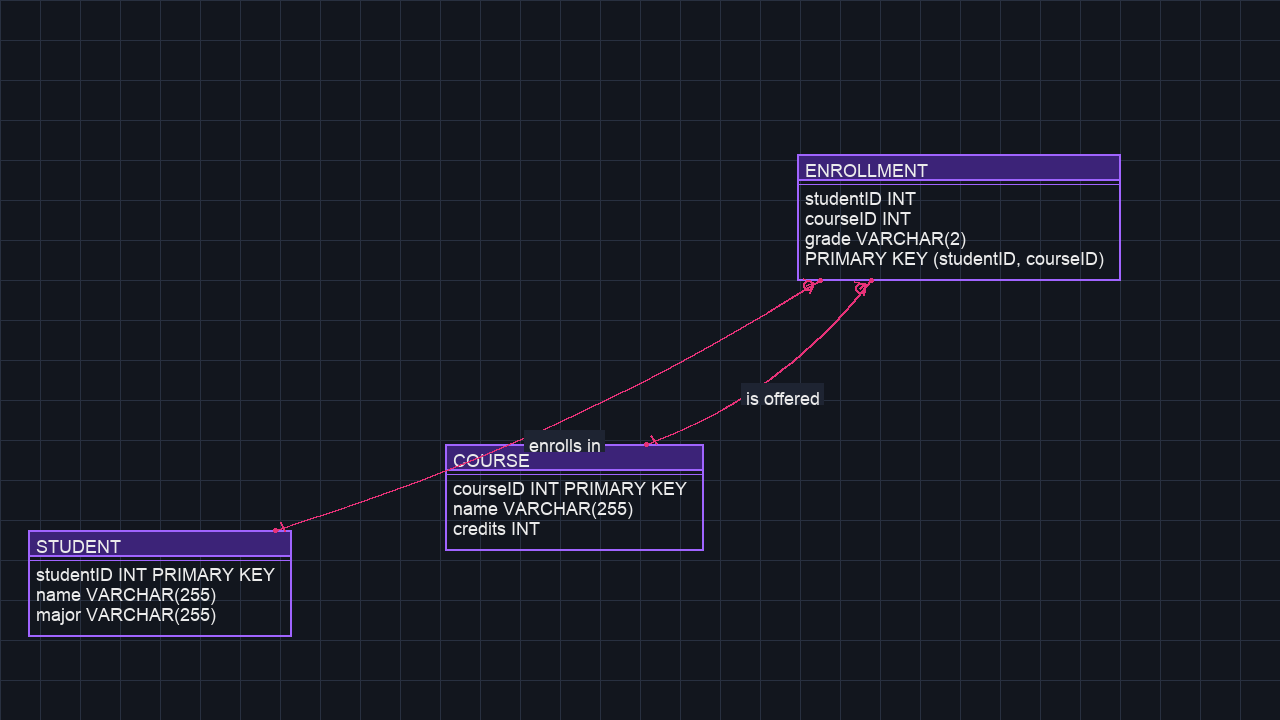 ENROLLMENT
studentID INT
courseID INT
grade VARCHAR(2)
PRIMARY KEY (studentID, courseID)
is offered
enrolls in
COURSE
courseID INT PRIMARY KEY
name VARCHAR(255)
credits INT
STUDENT
studentID INT PRIMARY KEY
name VARCHAR(255)
major VARCHAR(255)